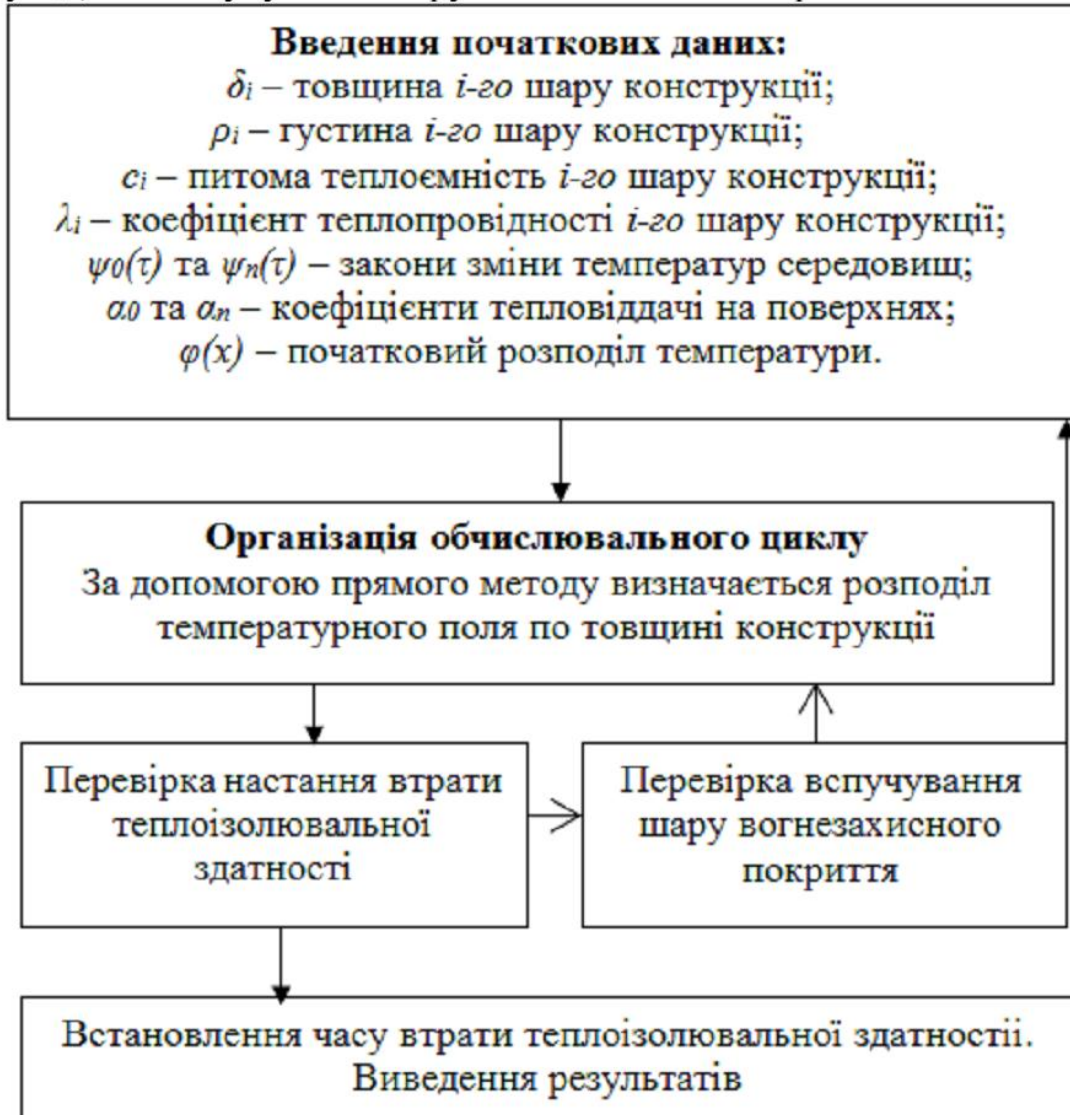 Введення початкових даних:
δi – товщина i-го шару конструкції;
ρi – густина i-го шару конструкції;
ci – питома теплоємність i-го шару конструкції;
λi – коефіцієнт теплопровідності i-го шару конструкції;
ψ0(τ) та ψn(τ) – закони зміни температур середовищ;
α0 та αn – коефіцієнти тепловіддачі на поверхнях;
φ(x) – початковий розподіл температури.
Організація обчислювального циклу
За допомогою прямого методу визначається розподіл
температурного поля по товщині конструкції
Перевірка настання втрати
теплоізолювальної
здатності
Перевірка вспучування
шару вогнезахисного
покриття
Встановлення часу втрати теплоізолювальної здатностіі.
Виведення результатів